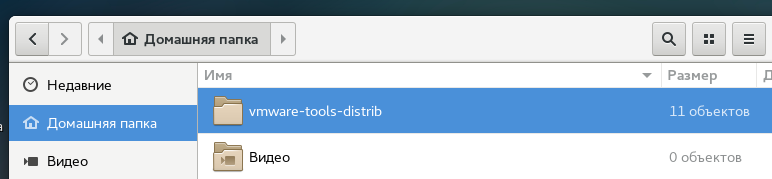 Домашняя папка
Имя Размер Д
Недавние
vmware-tools-distrib 11 объектов
Домашняя папка
а
Видео
Видео 0 объектов